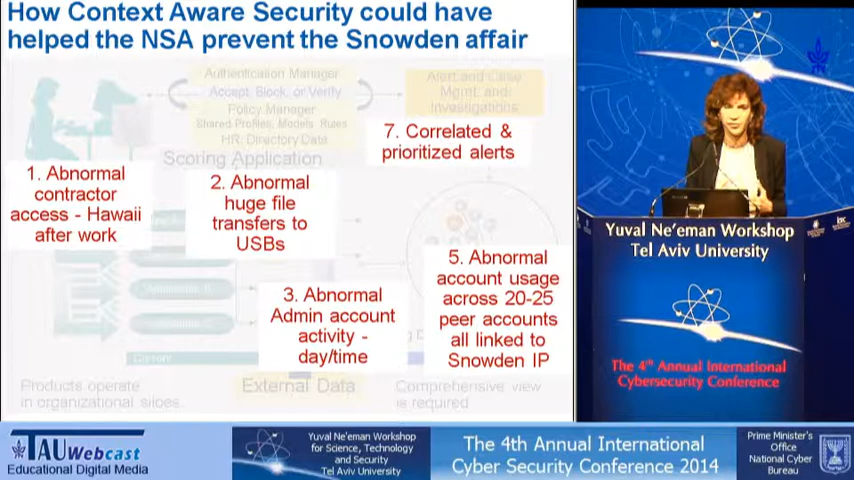 How Context Aware Security could have
helped the NSA prevent the Snowden affair
Authentication Manager
Accept, Block, or Verify
Policy Manager
Shared Profiles, Models Rules
HR, Directory Data
Alert and Case
Mgmt. and
Investigations
Scoring Application
7. Correlated &
prioritized alerts
1. Abnormal
contractor
access - Hawaii
after work
2. Abnormal
huge file
transfers to
USBs
3. Abnormal
Admin account
activity -
day/time
5. Abnormal
account usage
across 20-25
peer accounts
all linked to
Snowden IP
Products operate
in organizational siloes.
External Data
Comprehensive view
is required
Yuval Ne'eman Workshop
Tel Aviv University
The 4th Annual International
Cybersecurity Conference
TAU Webcast
Educational Digital Media
Yuval Ne'eman Workshop
for Science, Technology
and Security
Tel Aviv University
The 4th Annual International
Cyber Security Conference 2014
Prime Minister's
Office
National Cyber
Bureau